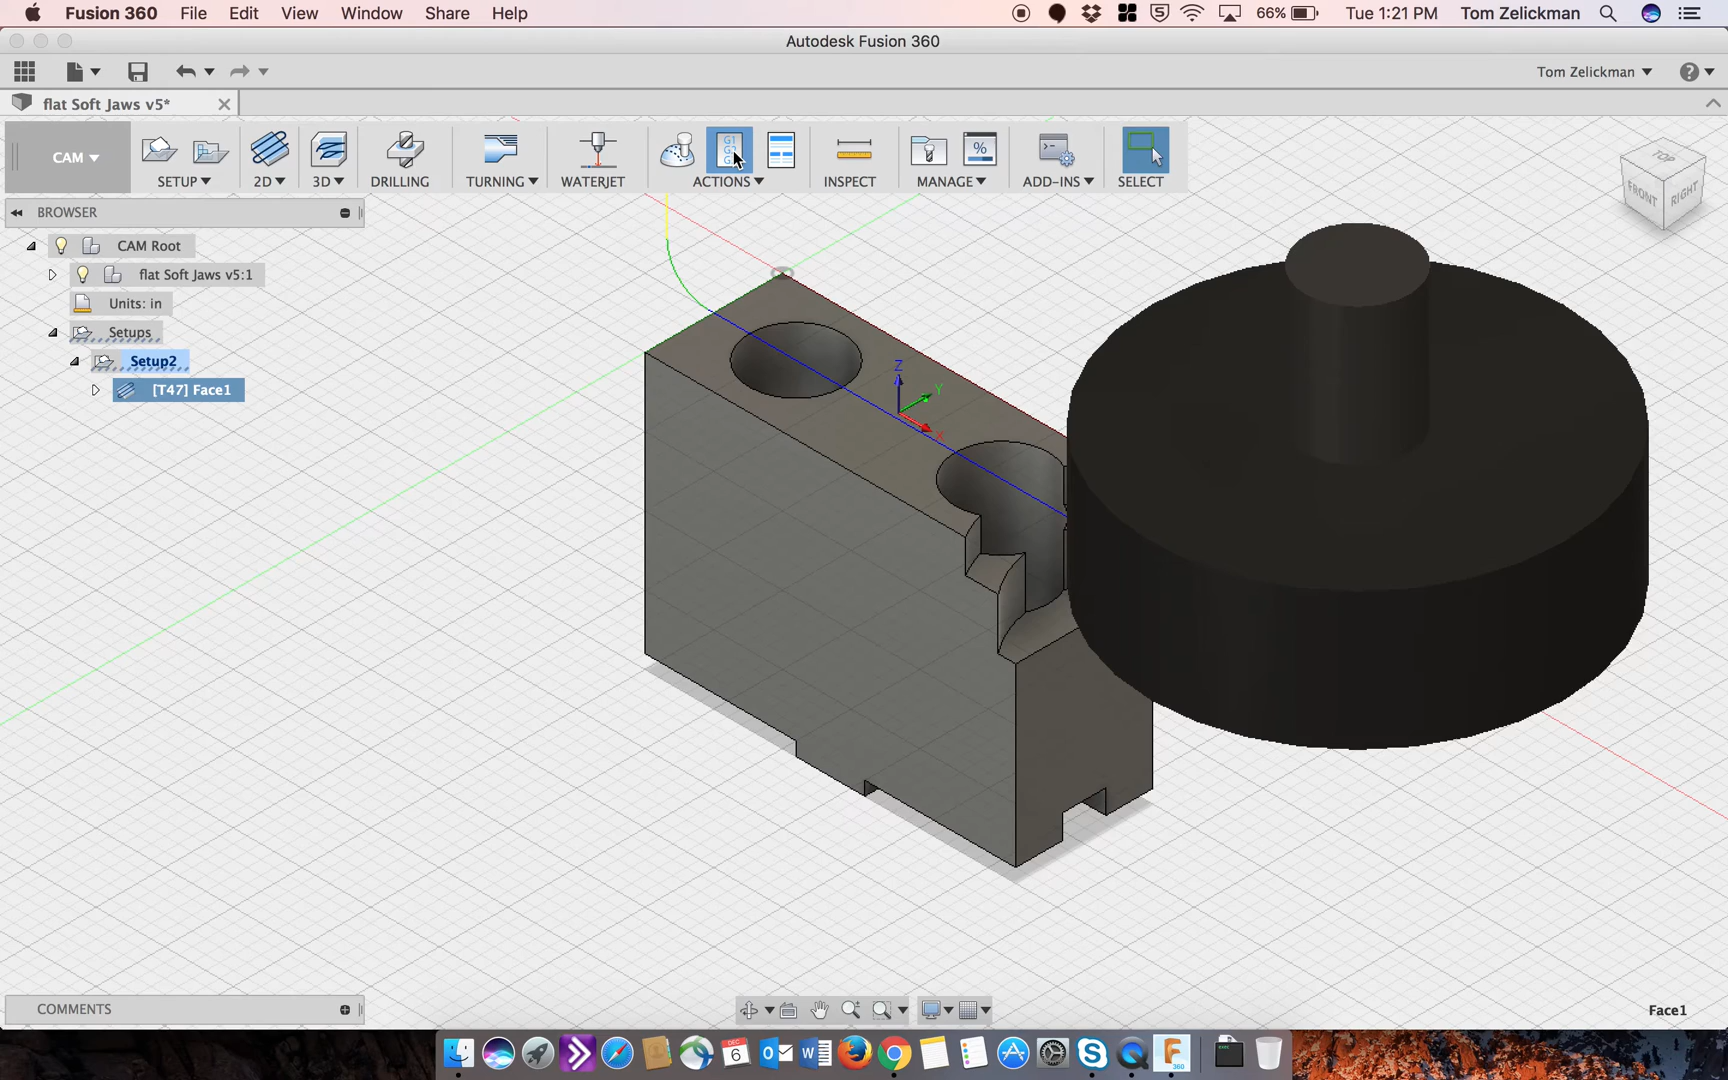 Fusion 360 File Edit View Window Share Help 66% Tue 1:21 PM Tom Zelickman
Autodesk Fusion 360
Tom Zelickman
flat Soft Jaws v5*
CAM SETUP 2D 3D DRILLING TURNING WATERJET ACTIONS INSPECT MANAGE ADD-INS SELECT
BROWSER
CAM Root
flat Soft Jaws v5:1
Units: in
Setups
Setup2
[T47] Face1
TOP
FRONT RIGHT
Z
Y
X
COMMENTS
Face1